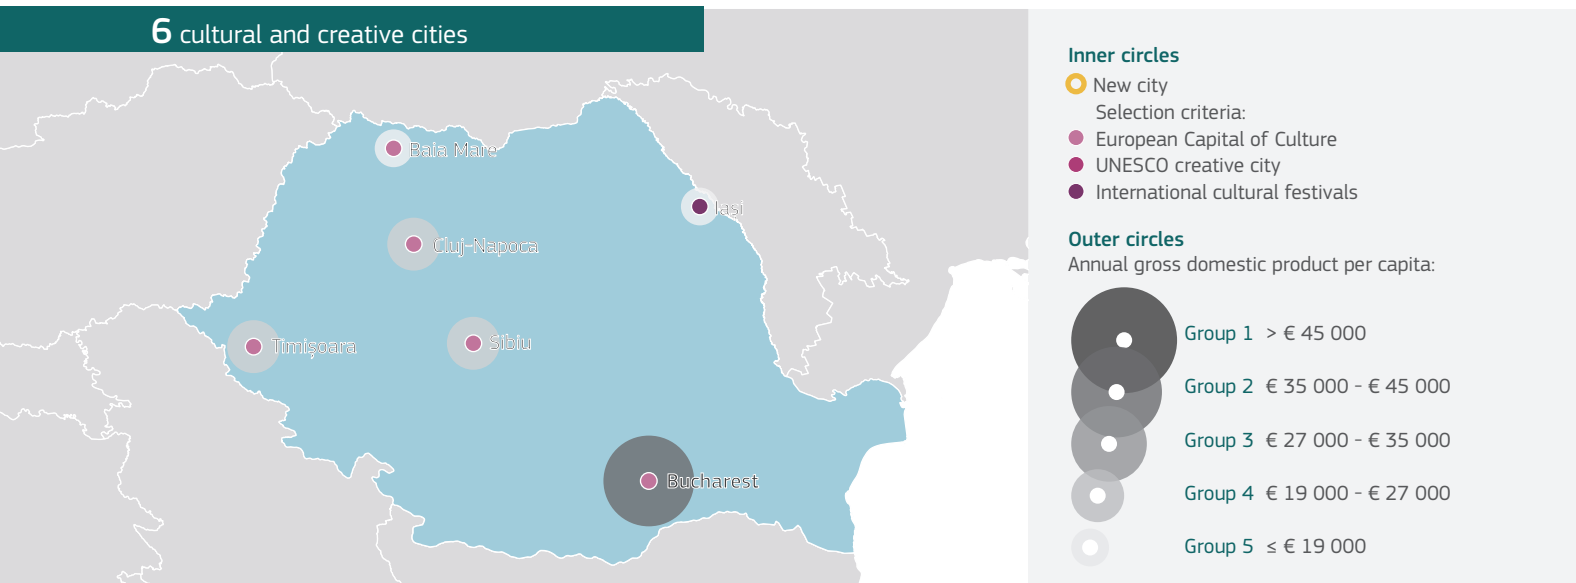 6 cultural and creative cities
Baia Mare
Iași
Cluj-Napoca
Timișoara
Sibiu
Bucharest
Inner circles
New city
Selection criteria:
European Capital of Culture
UNESCO creative city
International cultural festivals
Outer circles
Annual gross domestic product per capita:
Group 1 > € 45 000
Group 2 € 35 000 - € 45 000
Group 3 € 27 000 - € 35 000
Group 4 € 19 000 - € 27 000
Group 5 ≤ € 19 000